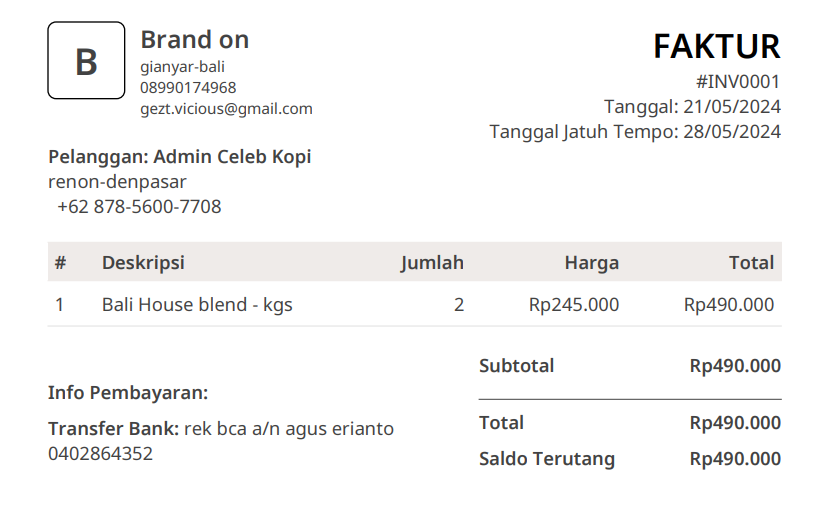 B
Brand on
gianyar-bali
08990174968
gezt.vicious@gmail.com
FAKTUR
#INV0001
Tanggal: 21/05/2024
Tanggal Jatuh Tempo: 28/05/2024
Pelanggan: Admin Celeb Kopi
renon-denpasar
+62 878-5600-7708
# Deskripsi Jumlah Harga Total
1 Bali House blend - kgs 2 Rp245.000 Rp490.000
Subtotal Rp490.000
Total Rp490.000
Saldo Terutang Rp490.000
Info Pembayaran:
Transfer Bank: rek bca a/n agus erianto
0402864352